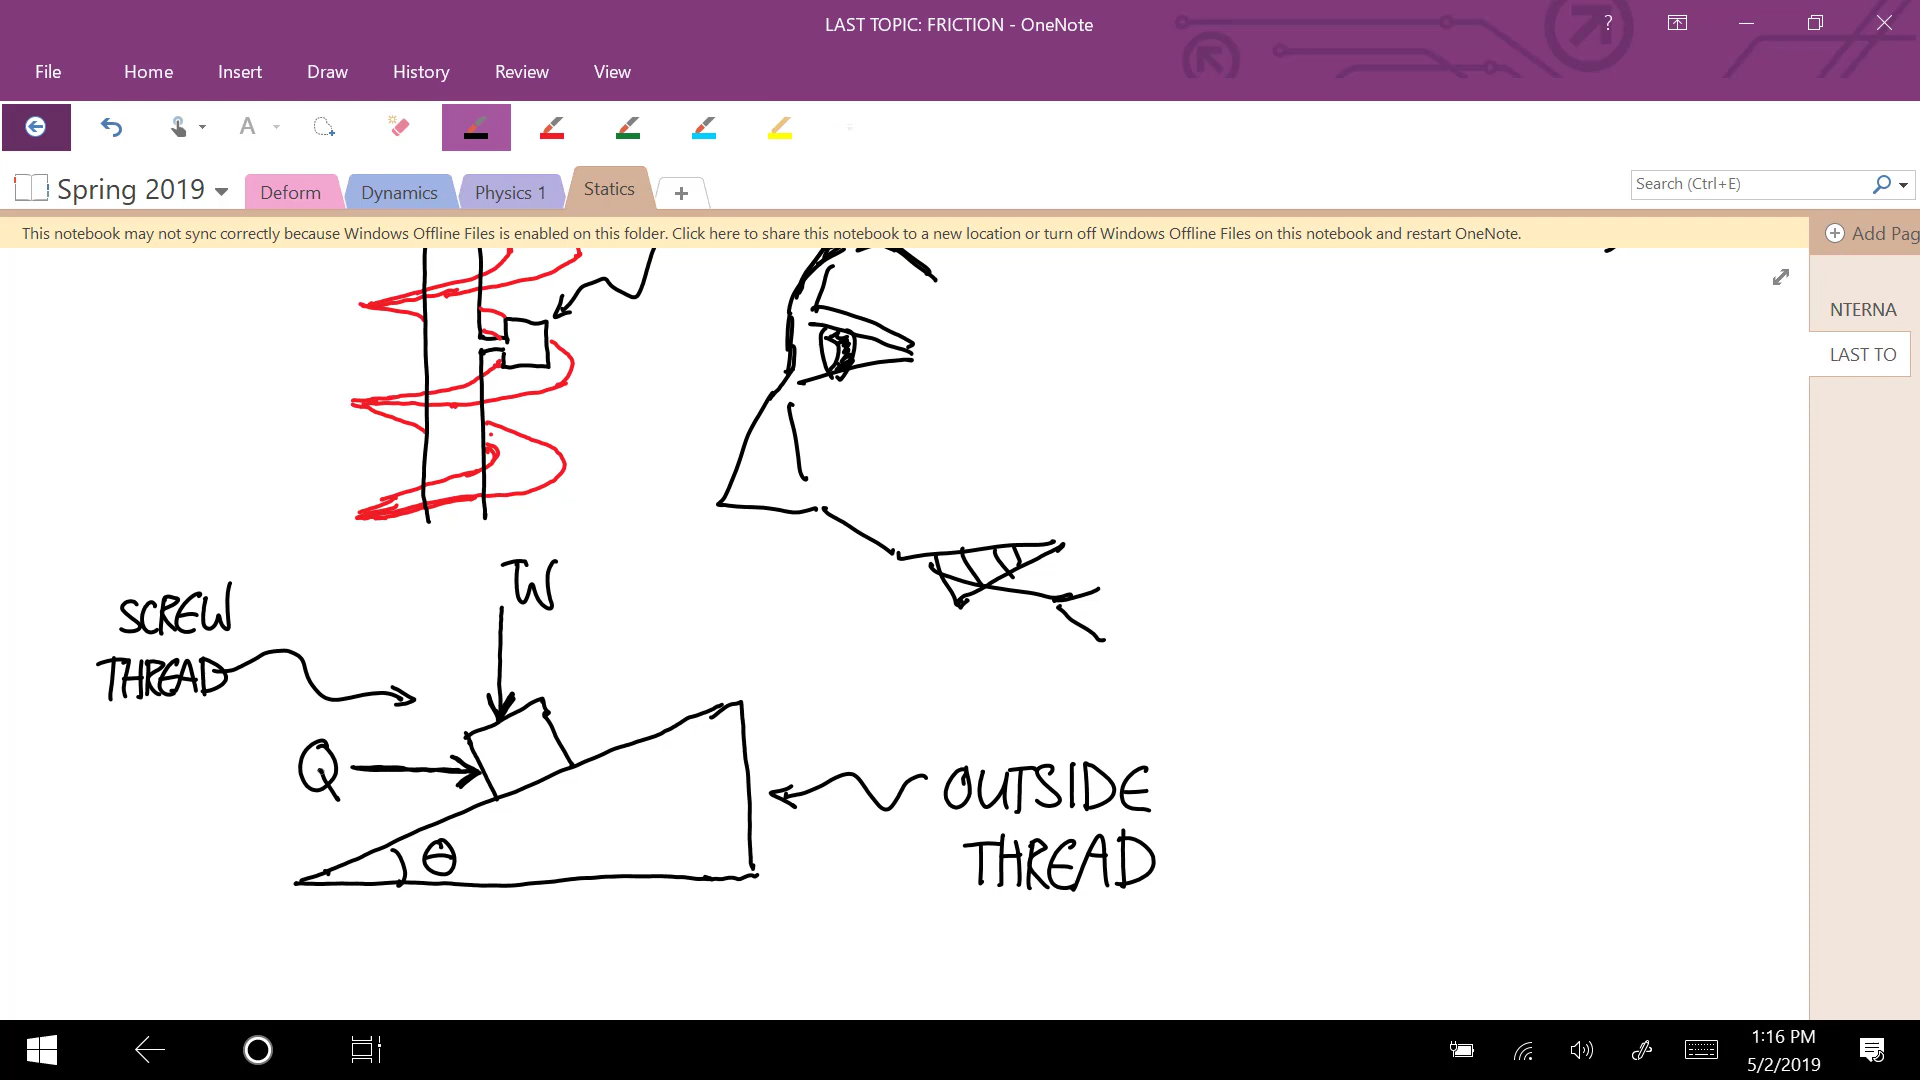 LAST TOPIC: FRICTION - OneNote
?
File Home Insert Draw History Review View
A
Spring 2019 Deform Dynamics Physics 1 Statics +
Search (Ctrl+E)
This notebook may not sync correctly because Windows Offline Files is enabled on this folder. Click here to share this notebook to a new location or turn off Windows Offline Files on this notebook and restart OneNote.
Add Pag
NTERNA
LAST TO
W
SCREW
THREAD
Q
θ
OUTSIDE
THREAD
1:16 PM
5/2/2019